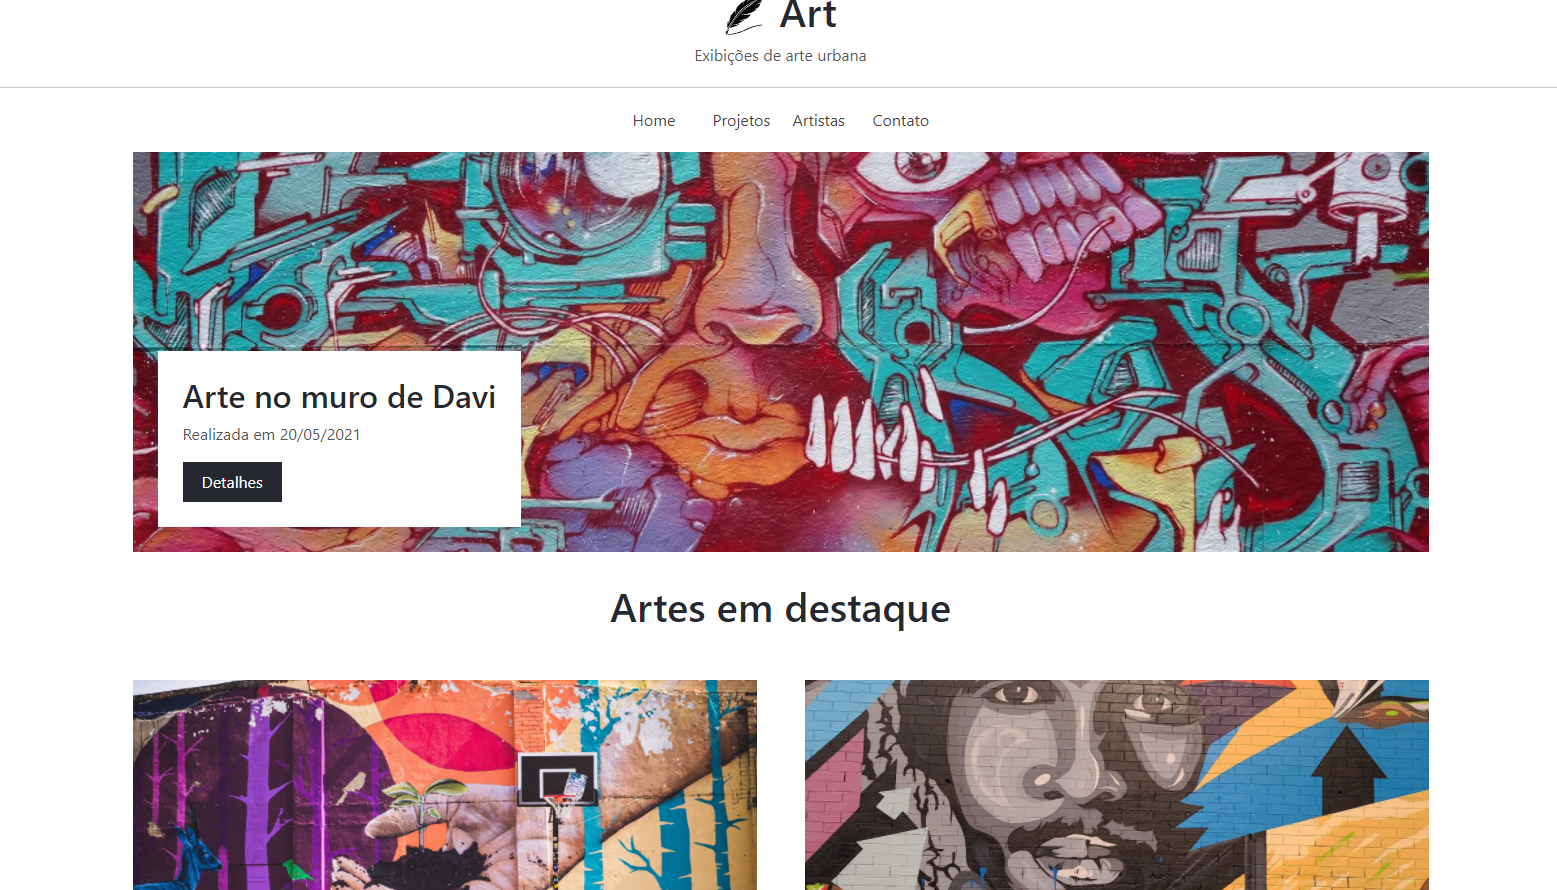 Art
Exibições de arte urbana
Home Projetos Artistas Contato
Arte no muro de Davi
Realizada em 20/05/2021
Detalhes
Artes em destaque